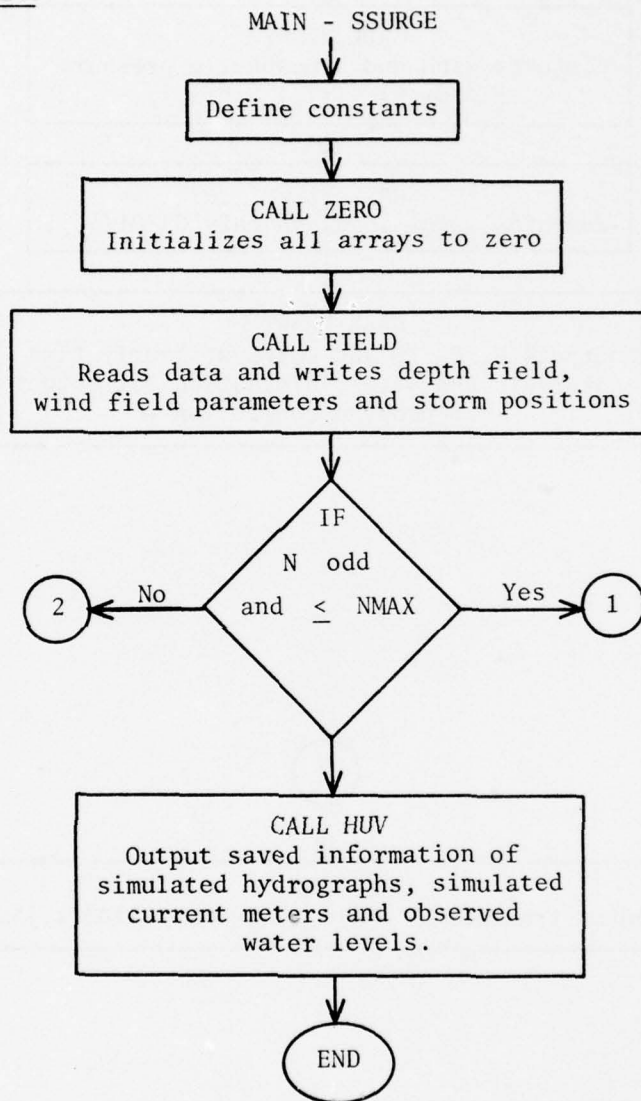 MAIN - SSURGE
Define constants
CALL ZERO
Initializes all arrays to zero
CALL FIELD
Reads data and writes depth field,
wind field parameters and storm positions
IF
N odd
and ≤ NMAX
2
No
Yes
1
CALL HUV
Output saved information of
simulated hydrographs, simulated
current meters and observed
water levels.
END